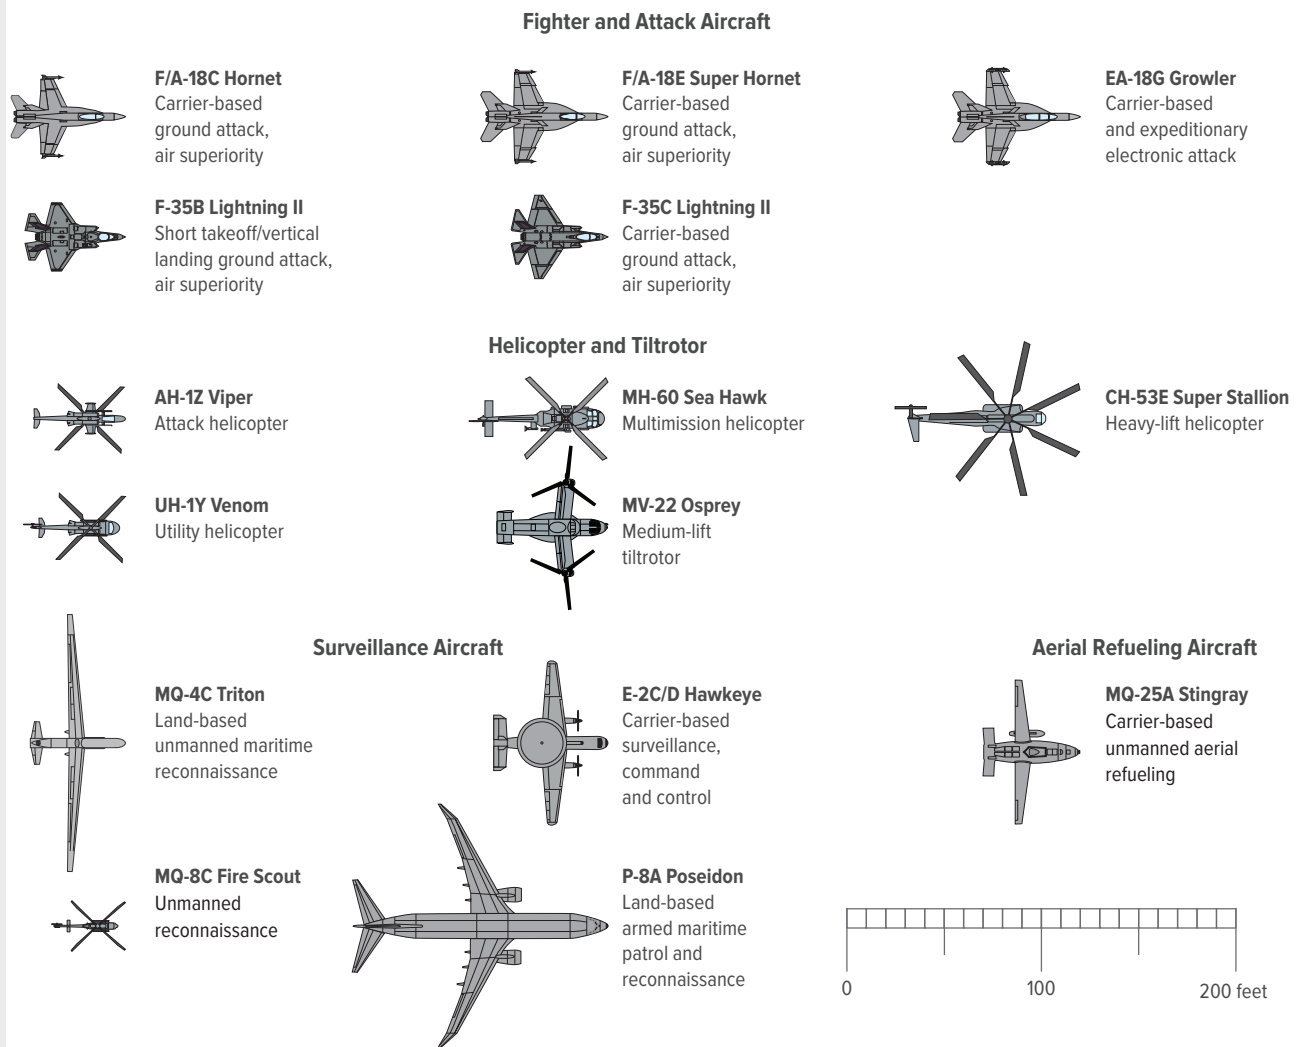 Fighter and Attack Aircraft
F/A-18C Hornet
Carrier-based
ground attack,
air superiority
F/A-18E Super Hornet
Carrier-based
ground attack,
air superiority
EA-18G Growler
Carrier-based
and expeditionary
electronic attack
F-35B Lightning II
Short takeoff/vertical
landing ground attack,
air superiority
F-35C Lightning II
Carrier-based
ground attack,
air superiority
Helicopter and Tiltrotor
AH-1Z Viper
Attack helicopter
MH-60 Sea Hawk
Multimission helicopter
CH-53E Super Stallion
Heavy-lift helicopter
UH-1Y Venom
Utility helicopter
MV-22 Osprey
Medium-lift
tiltrotor
Surveillance Aircraft
MQ-4C Triton
Land-based
unmanned maritime
reconnaissance
E-2C/D Hawkeye
Carrier-based
surveillance,
command
and control
Aerial Refueling Aircraft
MQ-25A Stingray
Carrier-based
unmanned aerial
refueling
MQ-8C Fire Scout
Unmanned
reconnaissance
P-8A Poseidon
Land-based
armed maritime
patrol and
reconnaissance
0 100 200 feet